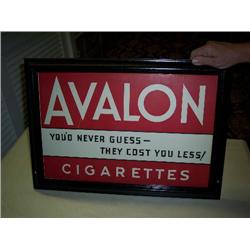 AVALON
YOU'D NEVER GUESS—
THEY COST YOU LESS!
CIGARETTES